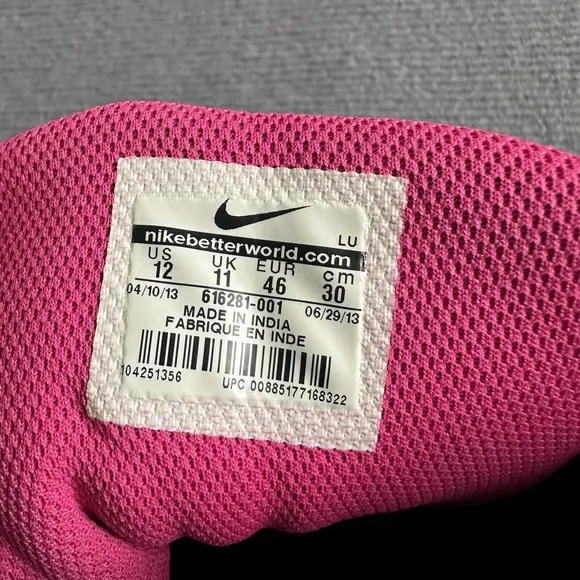 LU
nikebetterworld.com
US UK EUR cm
12 11 46 30
04/10/13 616281-001 06/29/13
MADE IN INDIA
FABRIQUE EN INDE
104251356 UPC 00885177168322